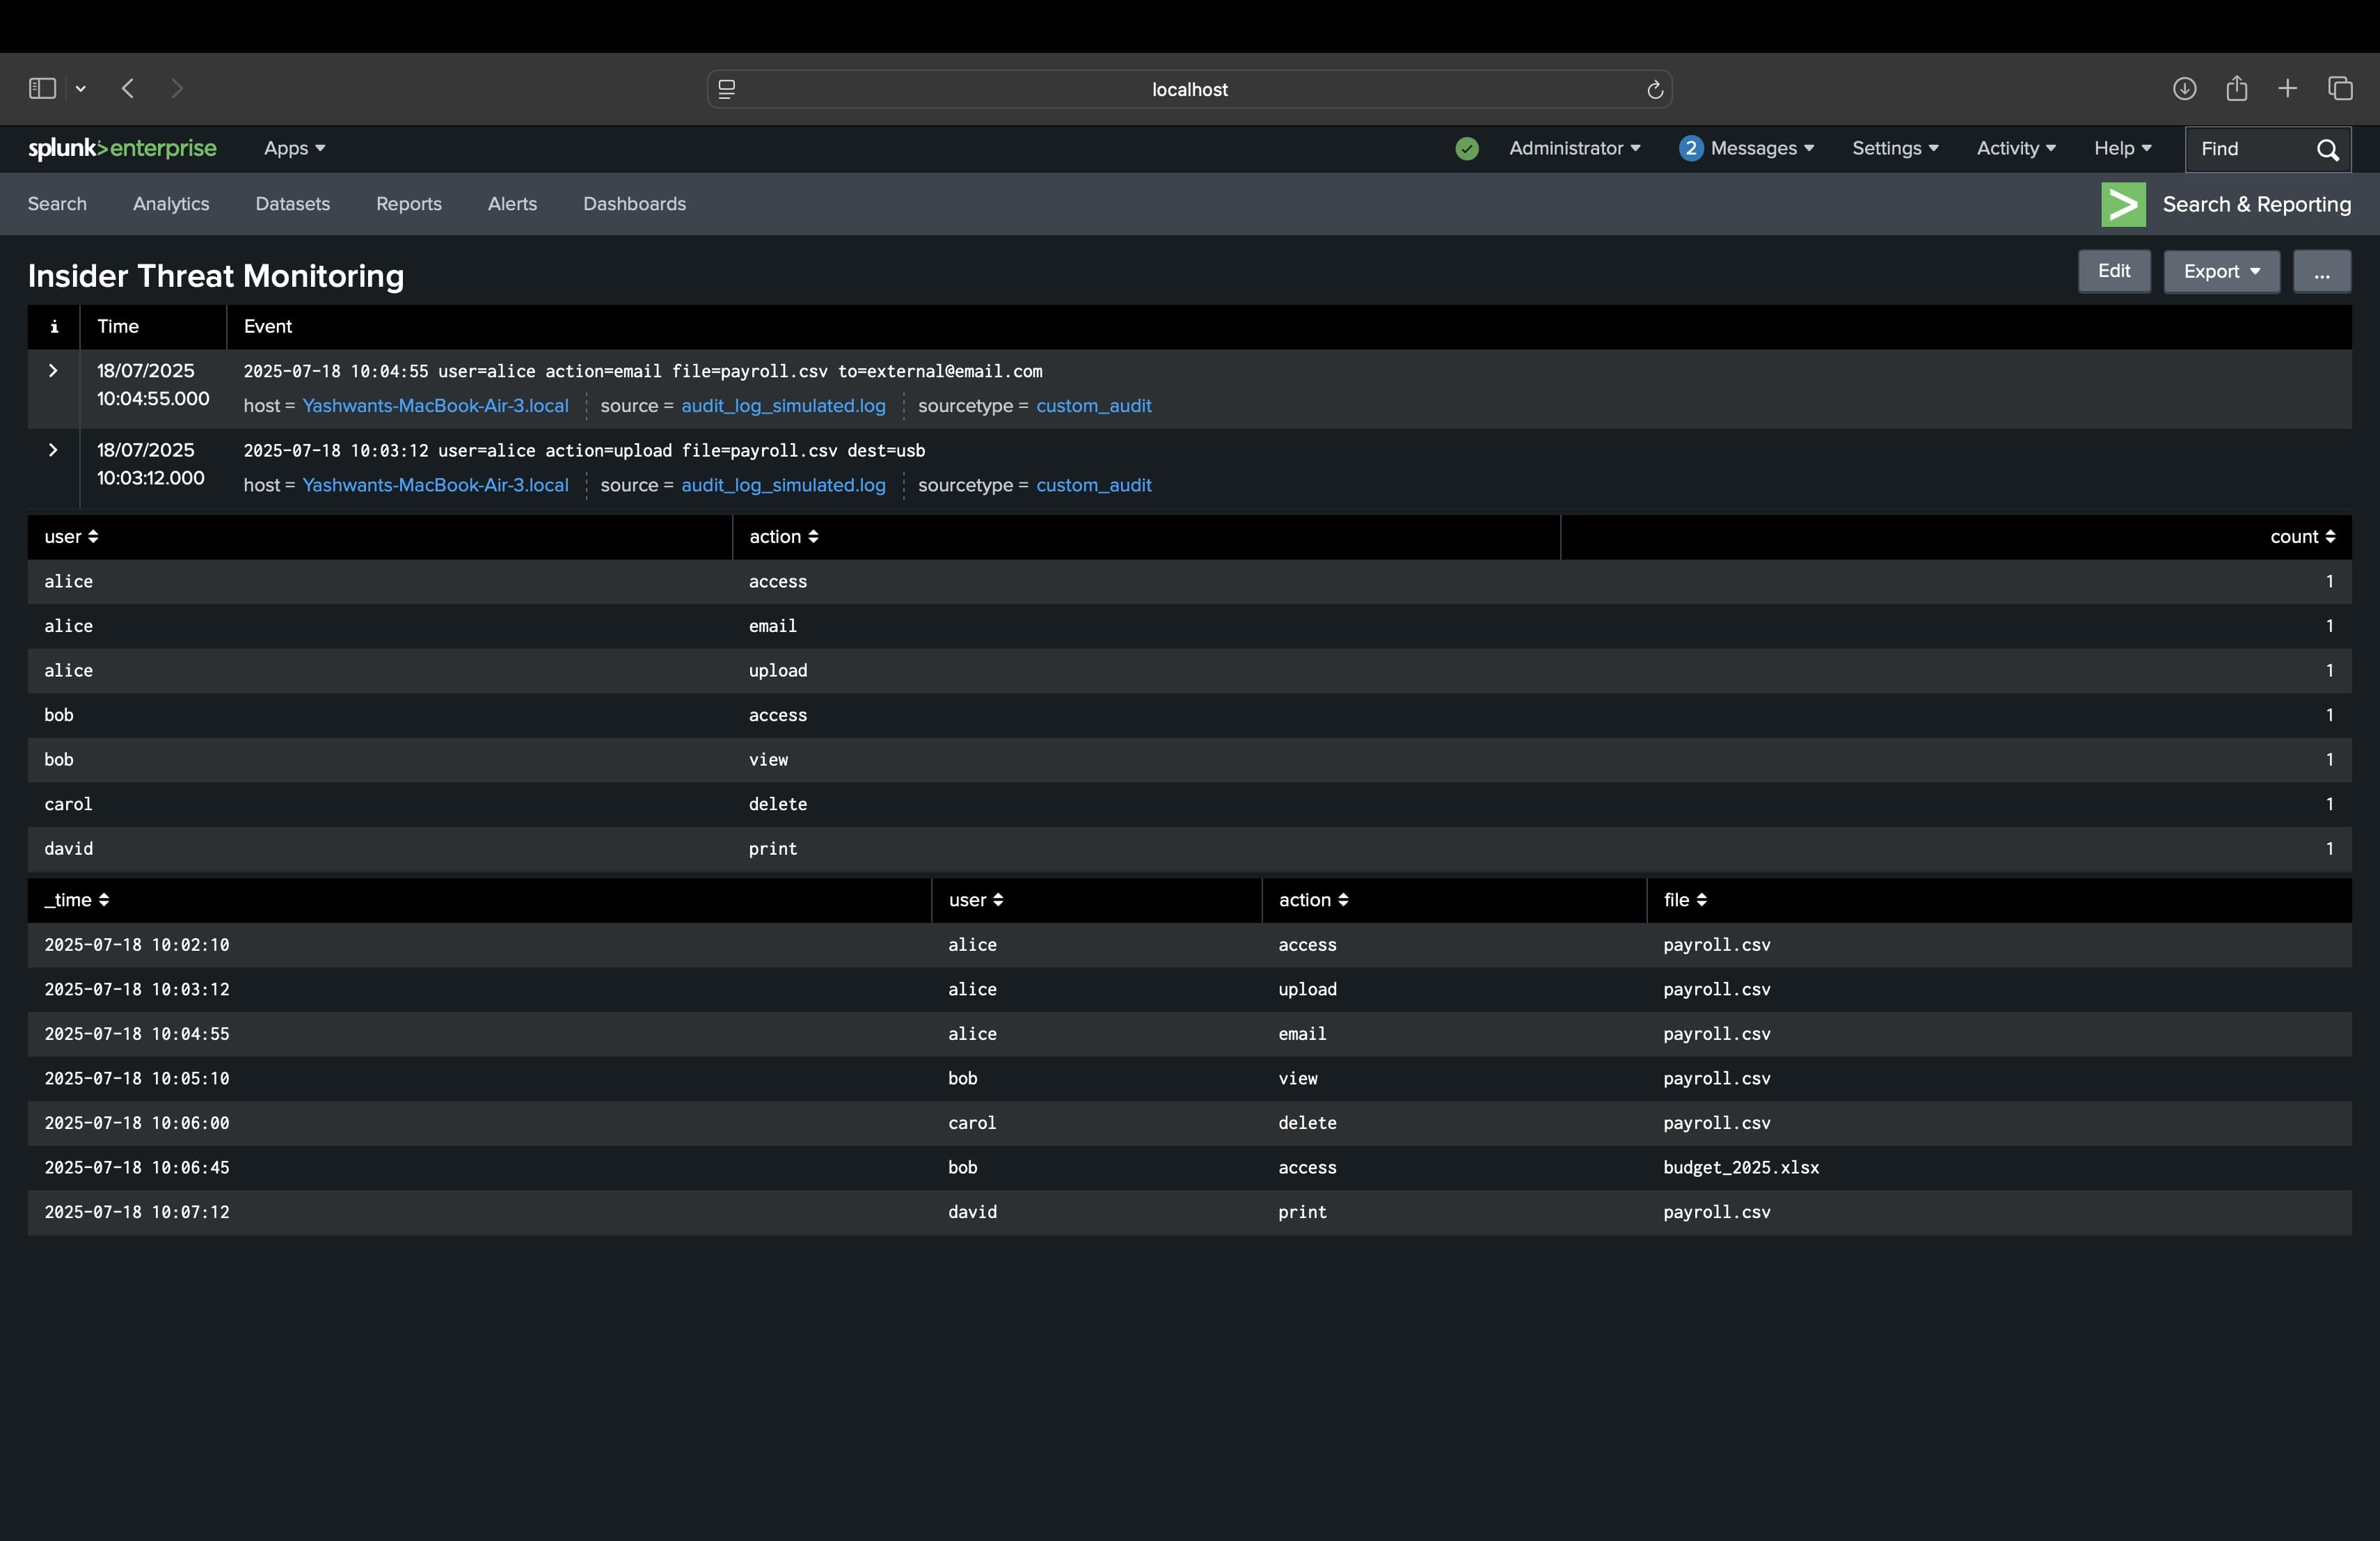 localhost
splunk>enterprise Apps Administrator 2 Messages Settings Activity Help Find
Search Analytics Datasets Reports Alerts Dashboards Search & Reporting
Insider Threat Monitoring Edit Export ...
i Time Event
18/07/2025 2025-07-18 10:04:55 user=alice action=email file=payroll.csv to=external@email.com
10:04:55.000 host = Yashwants-MacBook-Air-3.local source = audit_log_simulated.log sourcetype = custom_audit
18/07/2025 2025-07-18 10:03:12 user=alice action=upload file=payroll.csv dest=usb
10:03:12.000 host = Yashwants-MacBook-Air-3.local source = audit_log_simulated.log sourcetype = custom_audit
user action count
alice access 1
alice email 1
alice upload 1
bob access 1
bob view 1
carol delete 1
david print 1
_time user action file
2025-07-18 10:02:10 alice access payroll.csv
2025-07-18 10:03:12 alice upload payroll.csv
2025-07-18 10:04:55 alice email payroll.csv
2025-07-18 10:05:10 bob view payroll.csv
2025-07-18 10:06:00 carol delete payroll.csv
2025-07-18 10:06:45 bob access budget_2025.xlsx
2025-07-18 10:07:12 david print payroll.csv